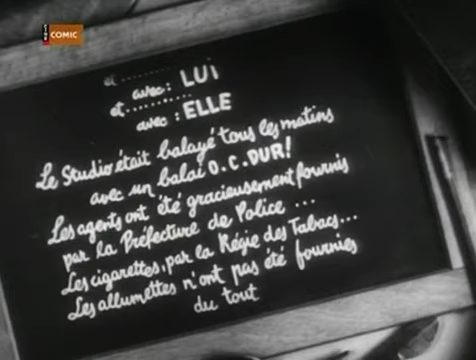 COMIC
et ..........
avec : LUI
et ..........
avec : ELLE
Le Studio était balayé tous les matins
avec un balai O.C.DUR!
Les agents ont été gracieusement fournis
par la Préfecture de Police ...
Les cigarettes, par la Régie des Tabacs...
Les allumettes n'ont pas été fournies
du tout